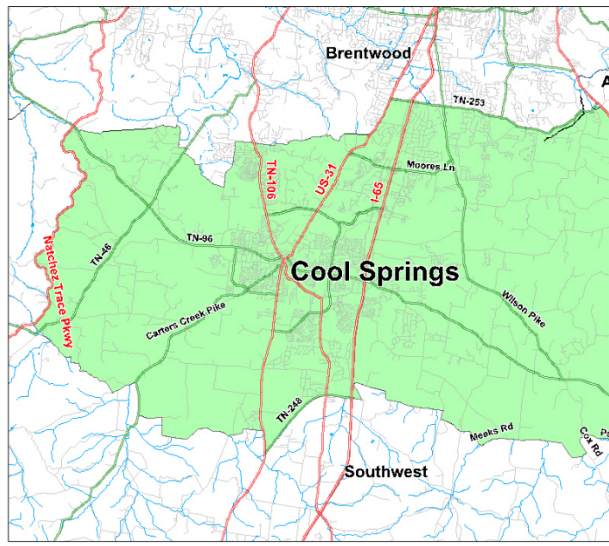 Brentwood
A
TN-253
Moores Ln
TN-106
US-31
I-65
TN-46
TN-96
Natchez Trace Pkwy
Cool Springs
Wilson Pike
Carters Creek Pike
TN-248
Meeks Rd
Cox Rd
Southwest